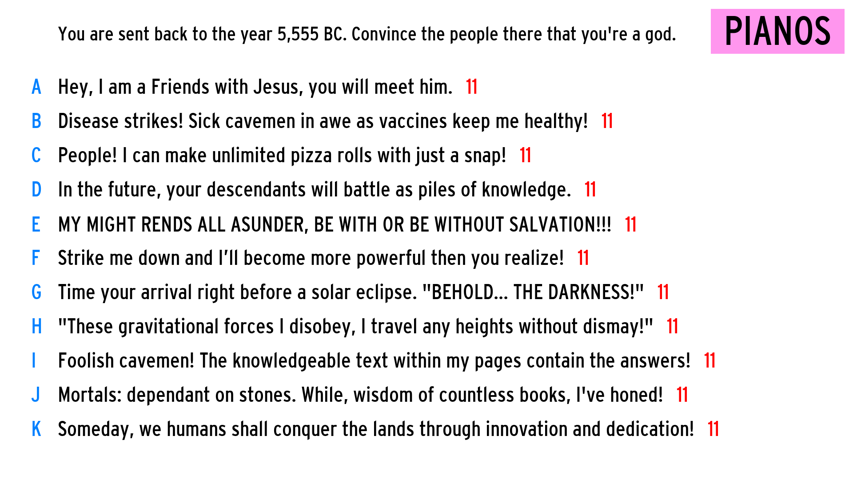 You are sent back to the year 5,555 BC. Convince the people there that you're a god.
PIANOS
A Hey, I am a Friends with Jesus, you will meet him. 11
B Disease strikes! Sick cavemen in awe as vaccines keep me healthy! 11
C People! I can make unlimited pizza rolls with just a snap! 11
D In the future, your descendants will battle as piles of knowledge. 11
E MY MIGHT RENDS ALL ASUNDER, BE WITH OR BE WITHOUT SALVATION!!! 11
F Strike me down and I’ll become more powerful then you realize! 11
G Time your arrival right before a solar eclipse. "BEHOLD... THE DARKNESS!" 11
H "These gravitational forces I disobey, I travel any heights without dismay!" 11
I Foolish cavemen! The knowledgeable text within my pages contain the answers! 11
J Mortals: dependant on stones. While, wisdom of countless books, I've honed! 11
K Someday, we humans shall conquer the lands through innovation and dedication! 11